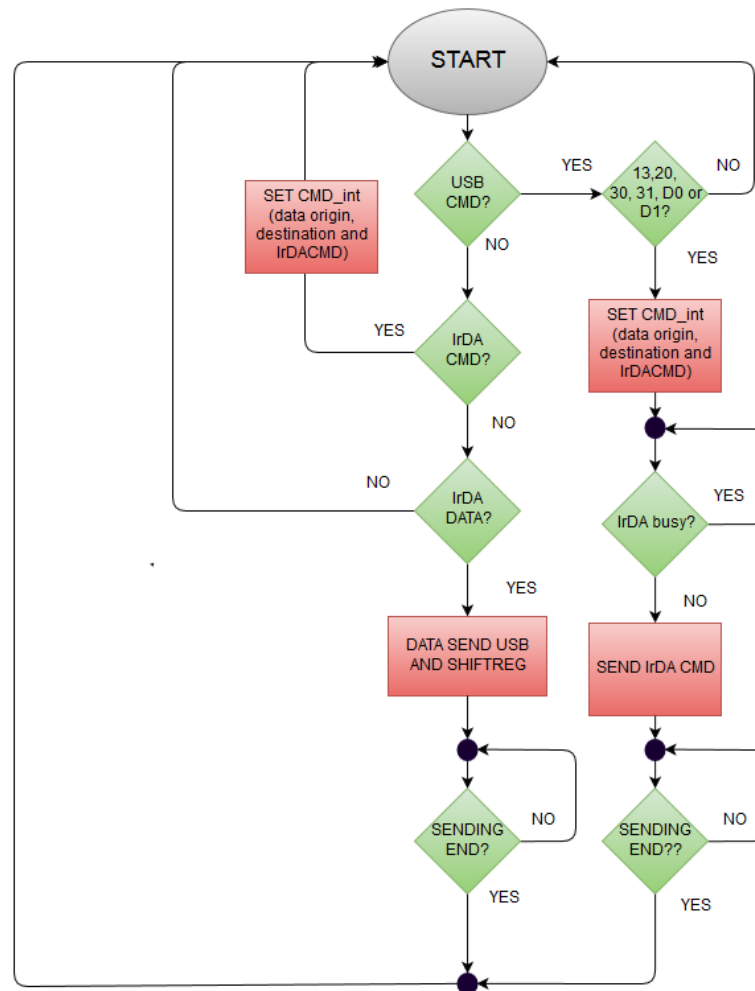 START
USB
CMD?
YES
13,20,
30, 31, D0 or
D1?
NO
SET CMD_int
(data origin,
destination and
IrDACMD)
NO
YES
YES
IrDA
CMD?
SET CMD_int
(data origin,
destination and
IrDACMD)
NO
NO
IrDA
DATA?
IrDA busy?
YES
YES
NO
DATA SEND USB
AND SHIFTREG
SEND IrDA CMD
SENDING
END?
NO
SENDING
END??
NO
YES
YES